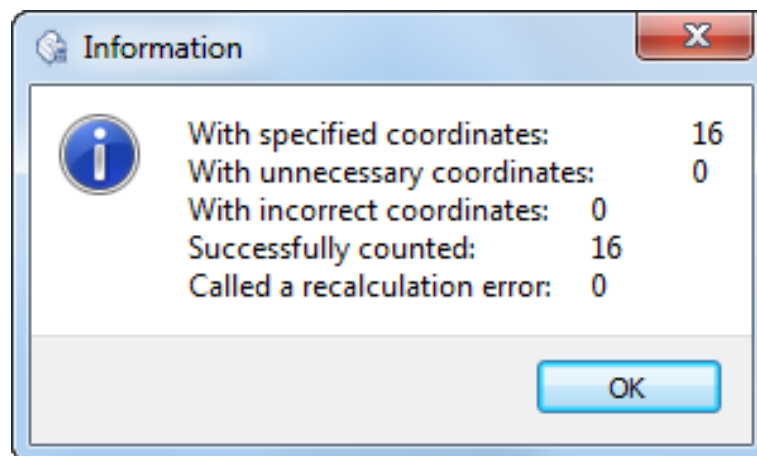 Information
With specified coordinates: 16
With unnecessary coordinates: 0
With incorrect coordinates: 0
Successfully counted: 16
Called a recalculation error: 0
OK